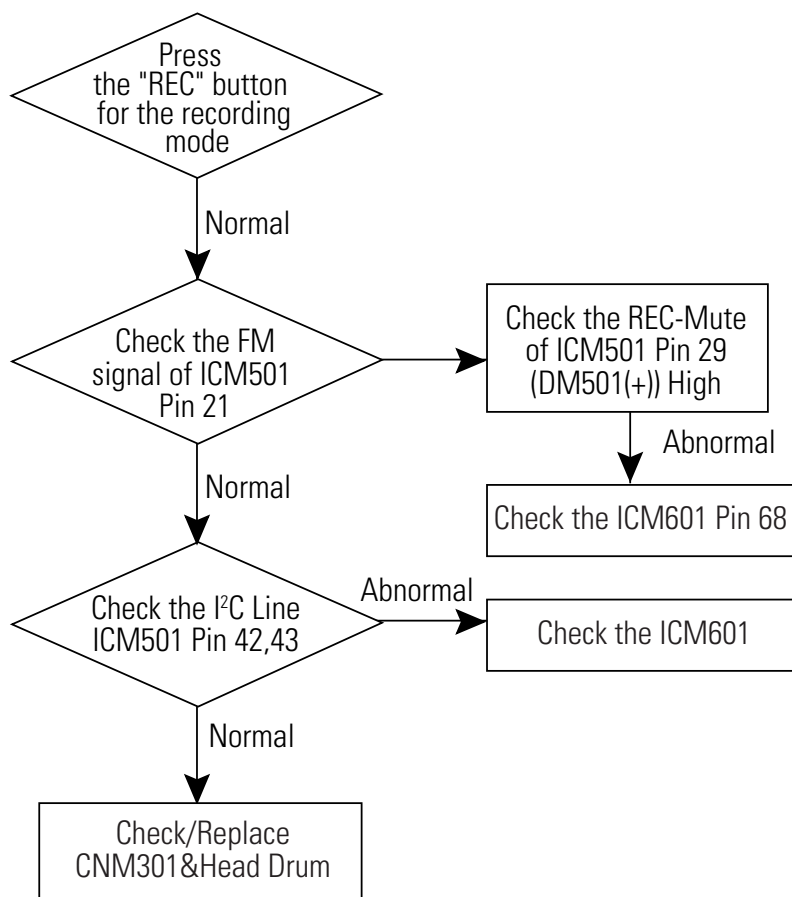 Press
the "REC" button
for the recording
mode
Normal
Check the FM
signal of ICM501
Pin 21
Check the REC-Mute
of ICM501 Pin 29
(DM501(+)) High
Abnormal
Check the ICM601 Pin 68
Normal
Check the I²C Line
ICM501 Pin 42,43
Abnormal
Check the ICM601
Normal
Check/Replace
CNM301&Head Drum